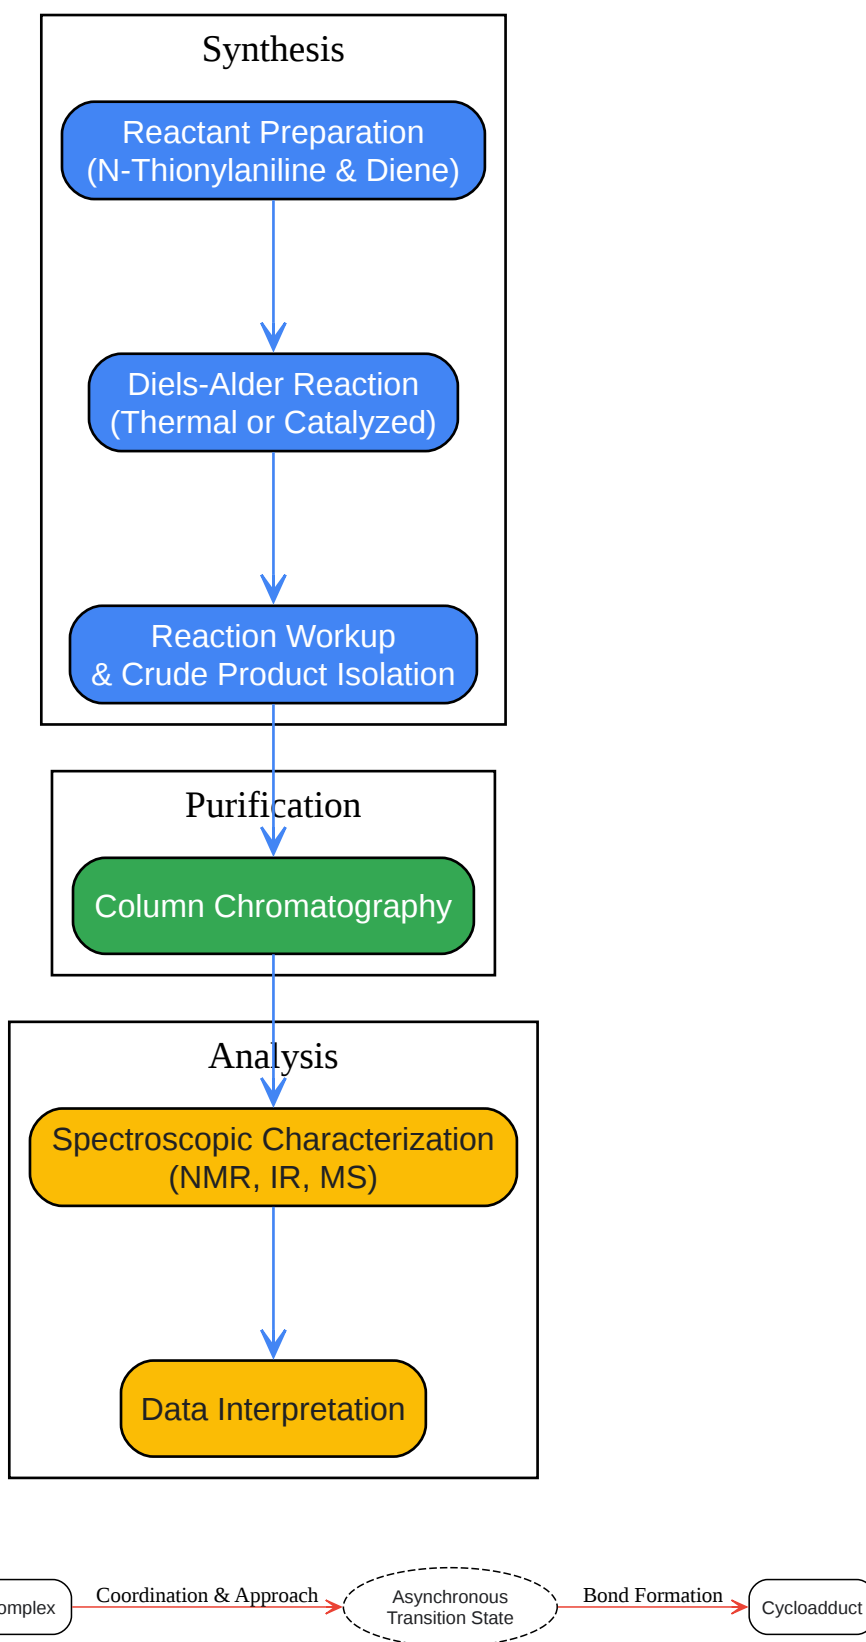 Synthesis
Reactant Preparation
(N-Thionylaniline & Diene)
Diels-Alder Reaction
(Thermal or Catalyzed)
Reaction Workup
& Crude Product Isolation
Purification
Column Chromatography
Analysis
Spectroscopic Characterization
(NMR, IR, MS)
Data Interpretation
omplex
Coordination & Approach
Asynchronous
Transition State
Bond Formation
Cycloadduct